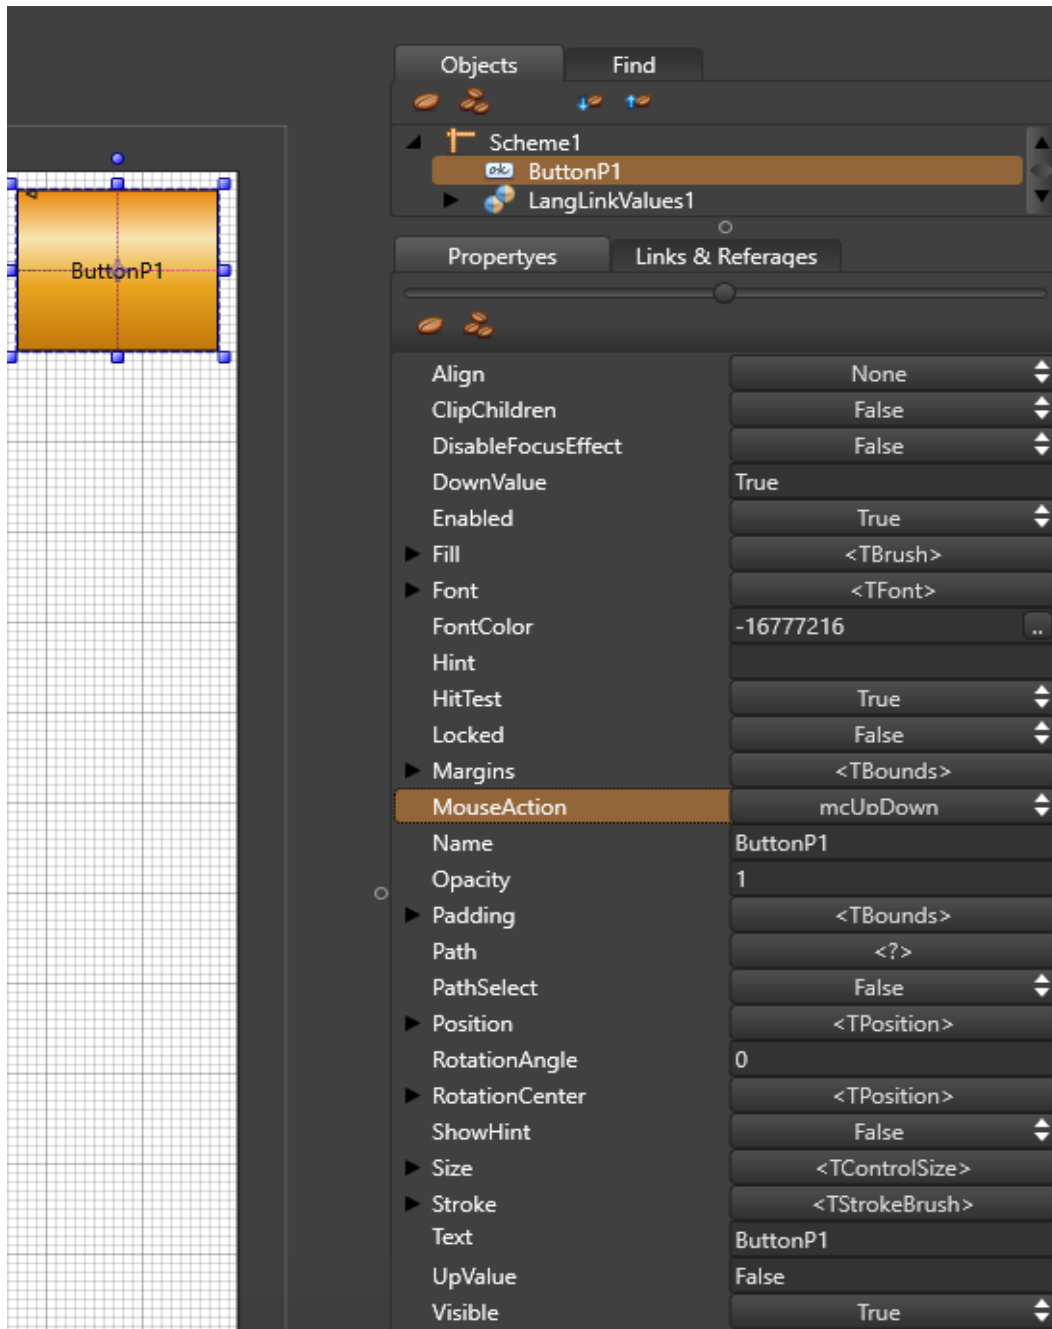 Objects Find
Scheme1
ok ButtonP1
LangLinkValues1
Propertyes Links & Referages
ButtonP1
Align None
ClipChildren False
DisableFocusEffect False
DownValue True
Enabled True
Fill <TBrush>
Font <TFont>
FontColor -16777216 ..
Hint
HitTest True
Locked False
Margins <TBounds>
MouseAction mcUpDown
Name ButtonP1
Opacity 1
Padding <TBounds>
Path <?>
PathSelect False
Position <TPosition>
RotationAngle 0
RotationCenter <TPosition>
ShowHint False
Size <TControlSize>
Stroke <TStrokeBrush>
Text ButtonP1
UpValue False
Visible True